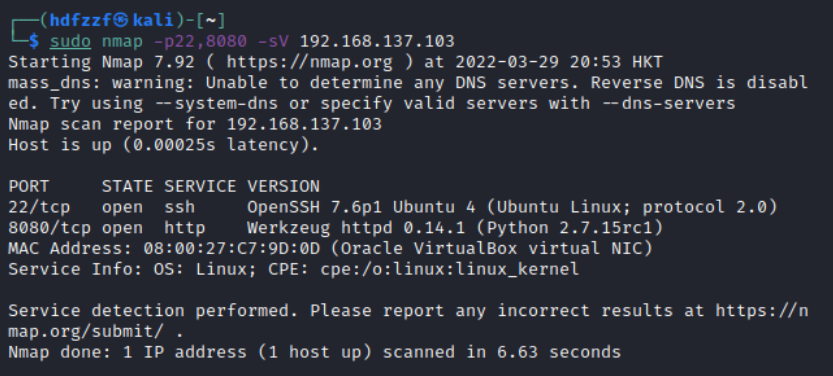 ┌──(hdfzzf㉿kali)-[~]
└─$ sudo nmap -p22,8080 -sV 192.168.137.103
Starting Nmap 7.92 ( https://nmap.org ) at 2022-03-29 20:53 HKT
mass_dns: warning: Unable to determine any DNS servers. Reverse DNS is disabl
ed. Try using --system-dns or specify valid servers with --dns-servers
Nmap scan report for 192.168.137.103
Host is up (0.00025s latency).
PORT     STATE SERVICE VERSION
22/tcp   open  ssh     OpenSSH 7.6p1 Ubuntu 4 (Ubuntu Linux; protocol 2.0)
8080/tcp open  http    Werkzeug httpd 0.14.1 (Python 2.7.15rc1)
MAC Address: 08:00:27:C7:9D:0D (Oracle VirtualBox virtual NIC)
Service Info: OS: Linux; CPE: cpe:/o:linux:linux_kernel
Service detection performed. Please report any incorrect results at https://n
map.org/submit/ .
Nmap done: 1 IP address (1 host up) scanned in 6.63 seconds